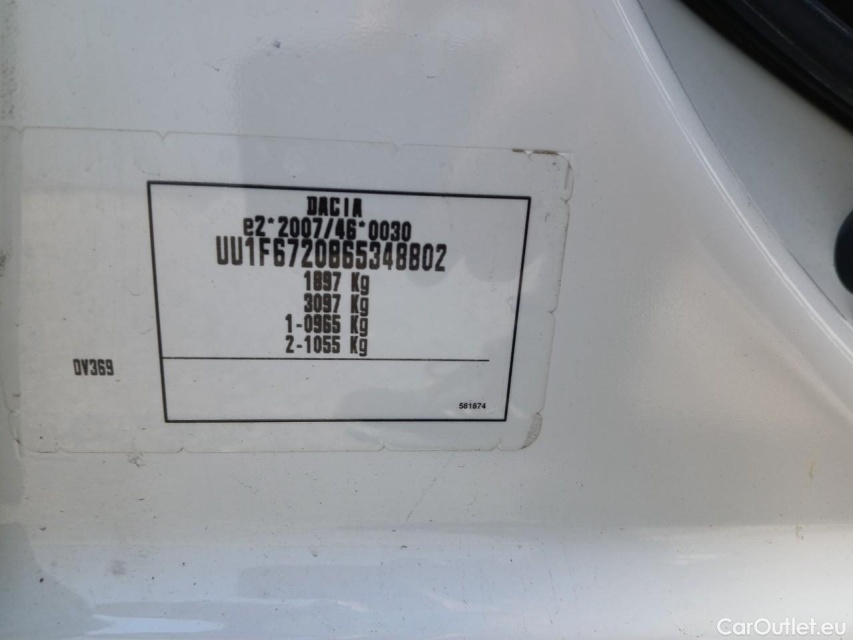 DACIA
e2*2007/46*0030
UU1F6720865348802
1897 Kg
3097 Kg
1-0965 Kg
2-1055 Kg
DV369
581874
CarOutlet.eu